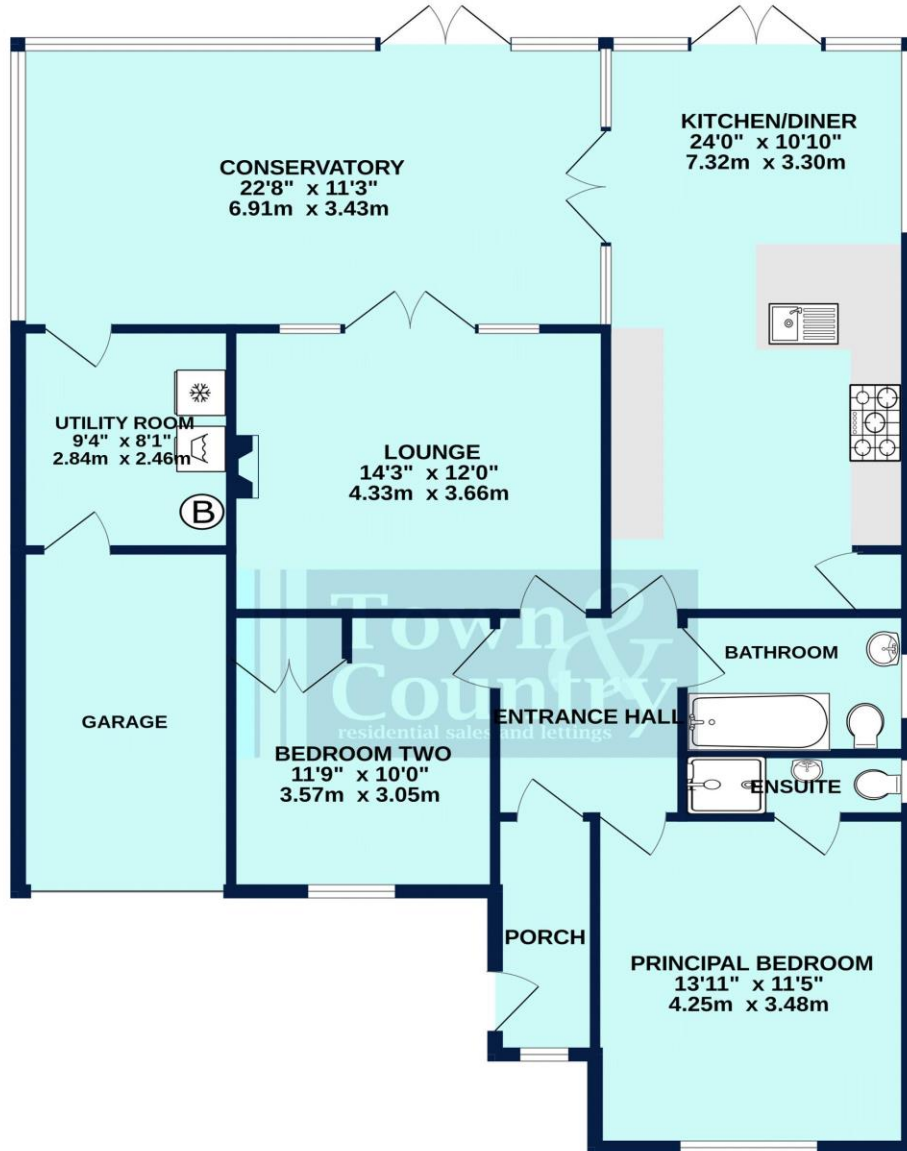 KITCHEN/DINER
24'0" x 10'10"
7.32m x 3.30m
CONSERVATORY
22'8" x 11'3"
6.91m x 3.43m
UTILITY ROOM
9'4" x 8'1"
2.84m x 2.46m
B
LOUNGE
14'3" x 12'0"
4.33m x 3.66m
Town &
Country
residential sales and lettings
BATHROOM
GARAGE
ENTRANCE HALL
BEDROOM TWO
11'9" x 10'0"
3.57m x 3.05m
ENSUITE
PORCH
PRINCIPAL BEDROOM
13'11" x 11'5"
4.25m x 3.48m